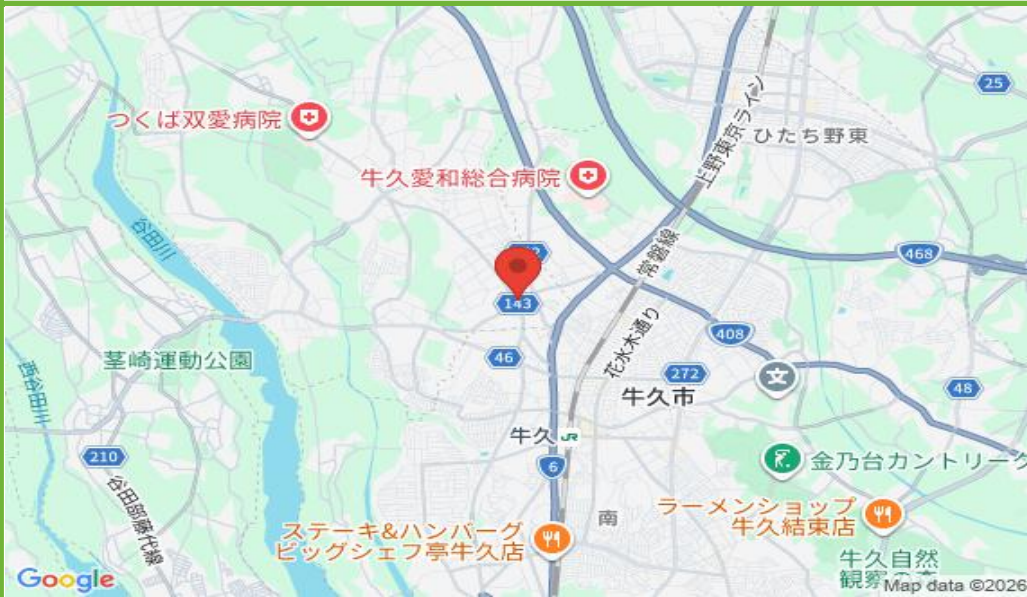 25
つくば双愛病院
ひたち野東
上野東京ライン
牛久愛和総合病院
谷田川
常磐線
468
143
花水木通り
408
茎崎運動公園
46
272
文
48
西谷田川
牛久市
牛久 JR
210
6
金乃台カントリーク
谷田部藤代線
ラーメンショップ
牛久結束店
南
ステーキ&ハンバーグ
ビッグシェフ亭牛久店
牛久自然
Google
Map data ©2026